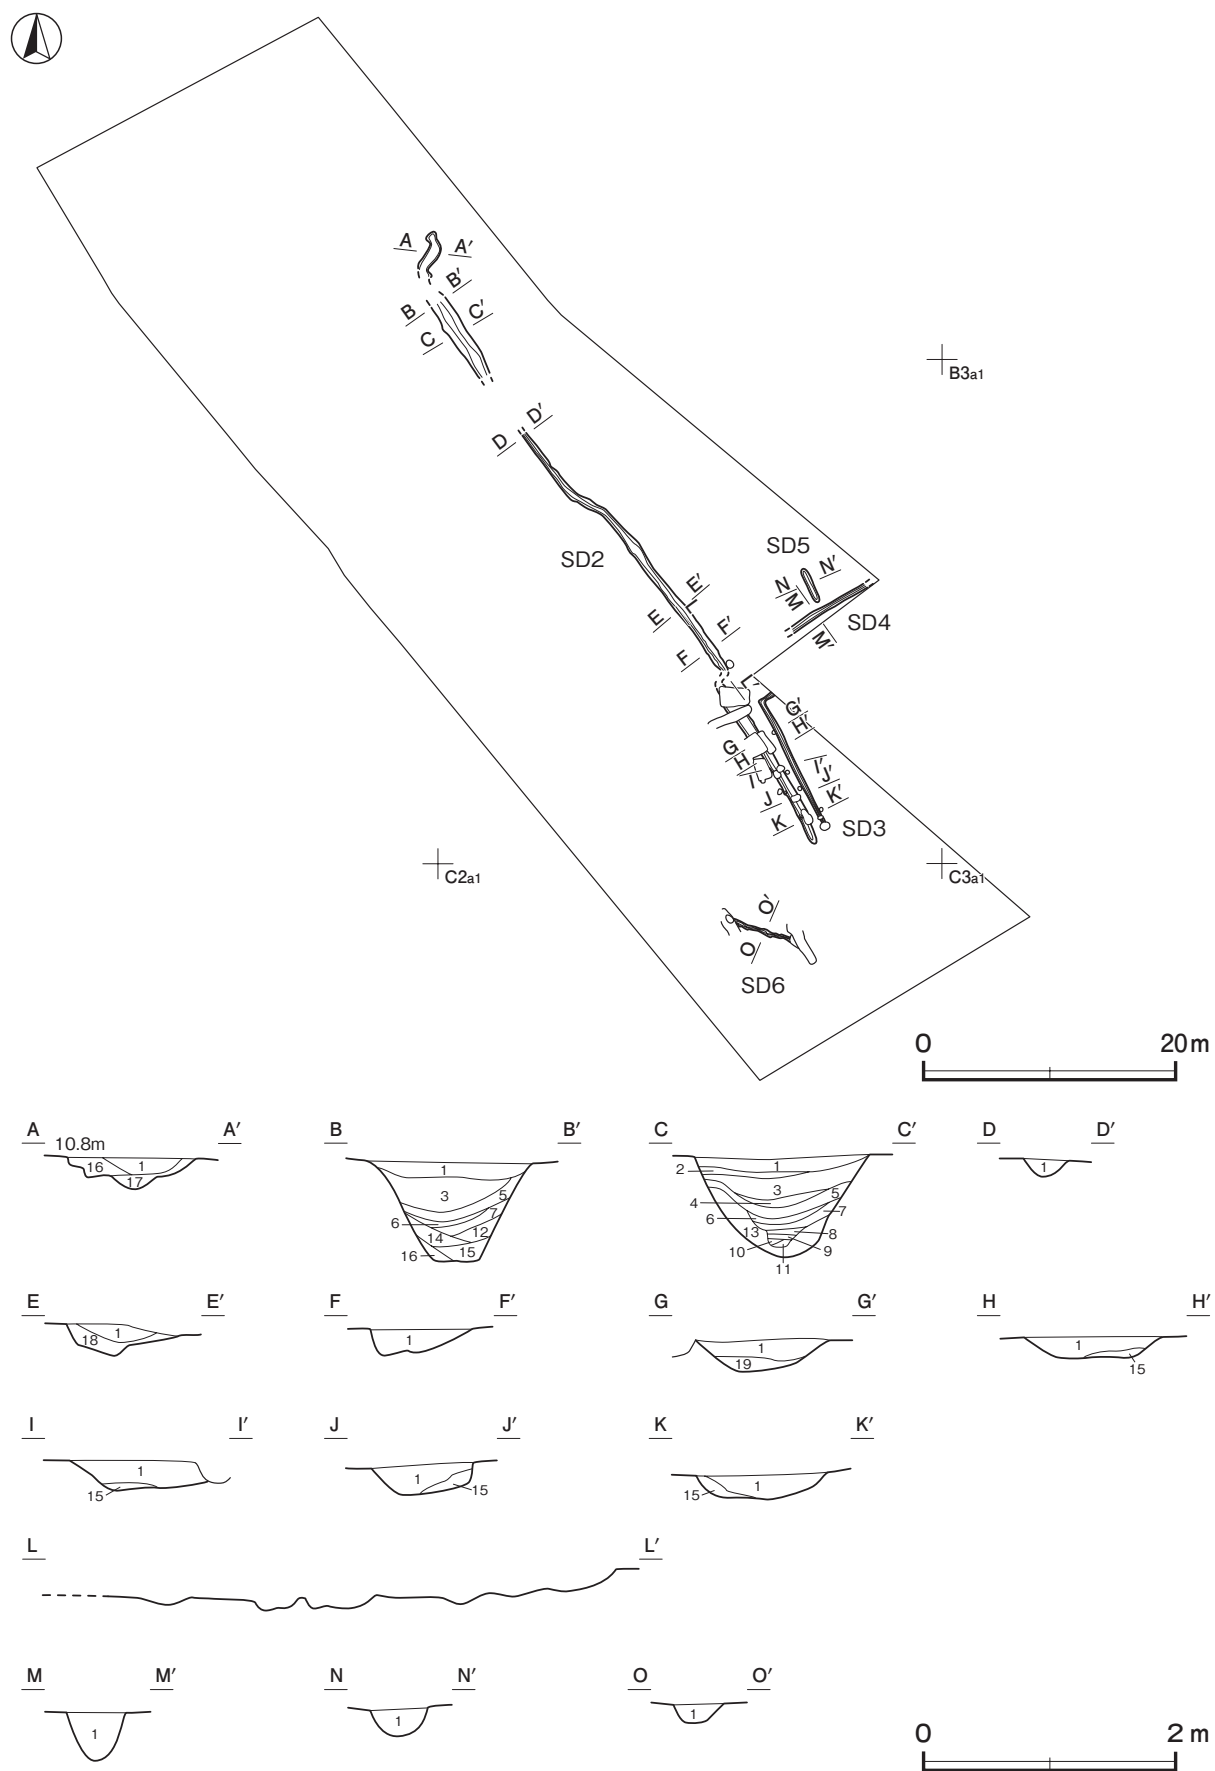 A
A′
B′
B
C′
C
B3a1
D′
D
SD5
SD2
N′
N
E′
M
E
F′
SD4
M′
F
L
L′
G′
H′
G
H
I′
I
J′
J
K′
K
SD3
C2a1
C3a1
O′
O
SD6
0 20m
A 10.8m A′
16 1
17
B B′
1
3 5
6 7
14 12
16 15
C C′
2 1
3 5
4
6 7
13 8
10 9
11
D D′
1
E E′
18 1
F F′
1
G G′
1
19
H H′
1
15
I I′
1
15
J J′
1
15
K K′
15 1
L L′
M M′
1
N N′
1
O O′
1
0 2m